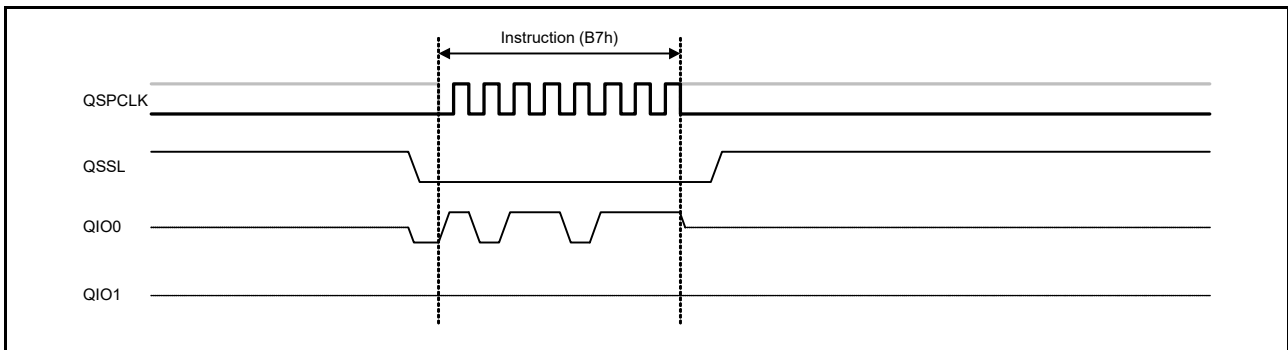 Instruction (B7h)
QSPCLK
QSSL
QIO0
QIO1